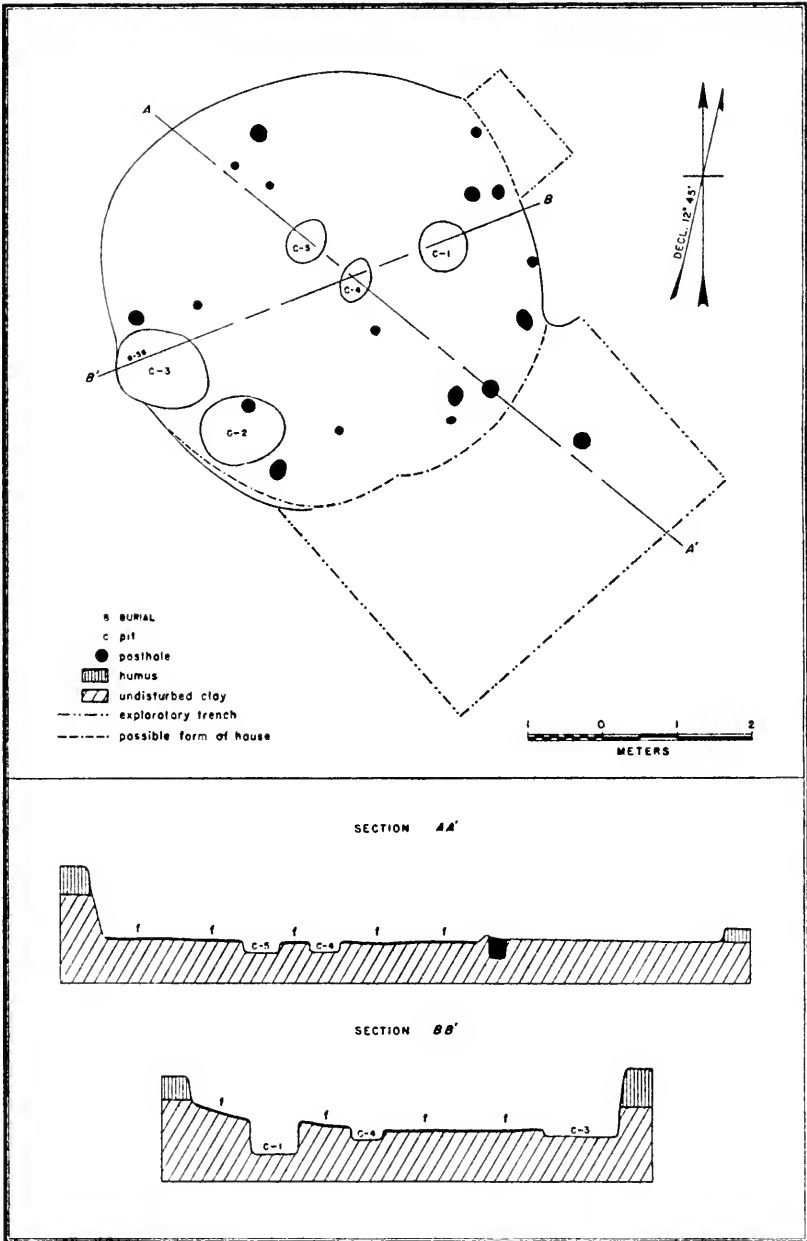 A
B
DECL. 12° 45'
C-5
C-1
C-4
B-38
C-3
B'
C-2
A'
B BURIAL
C pit
posthole
humus
undisturbed clay
exploratory trench
possible form of house
1 0 1 2
METERS
SECTION AA'
f f f f f
C-5 C-4
SECTION BB'
f f f f
C-1 C-4 C-3